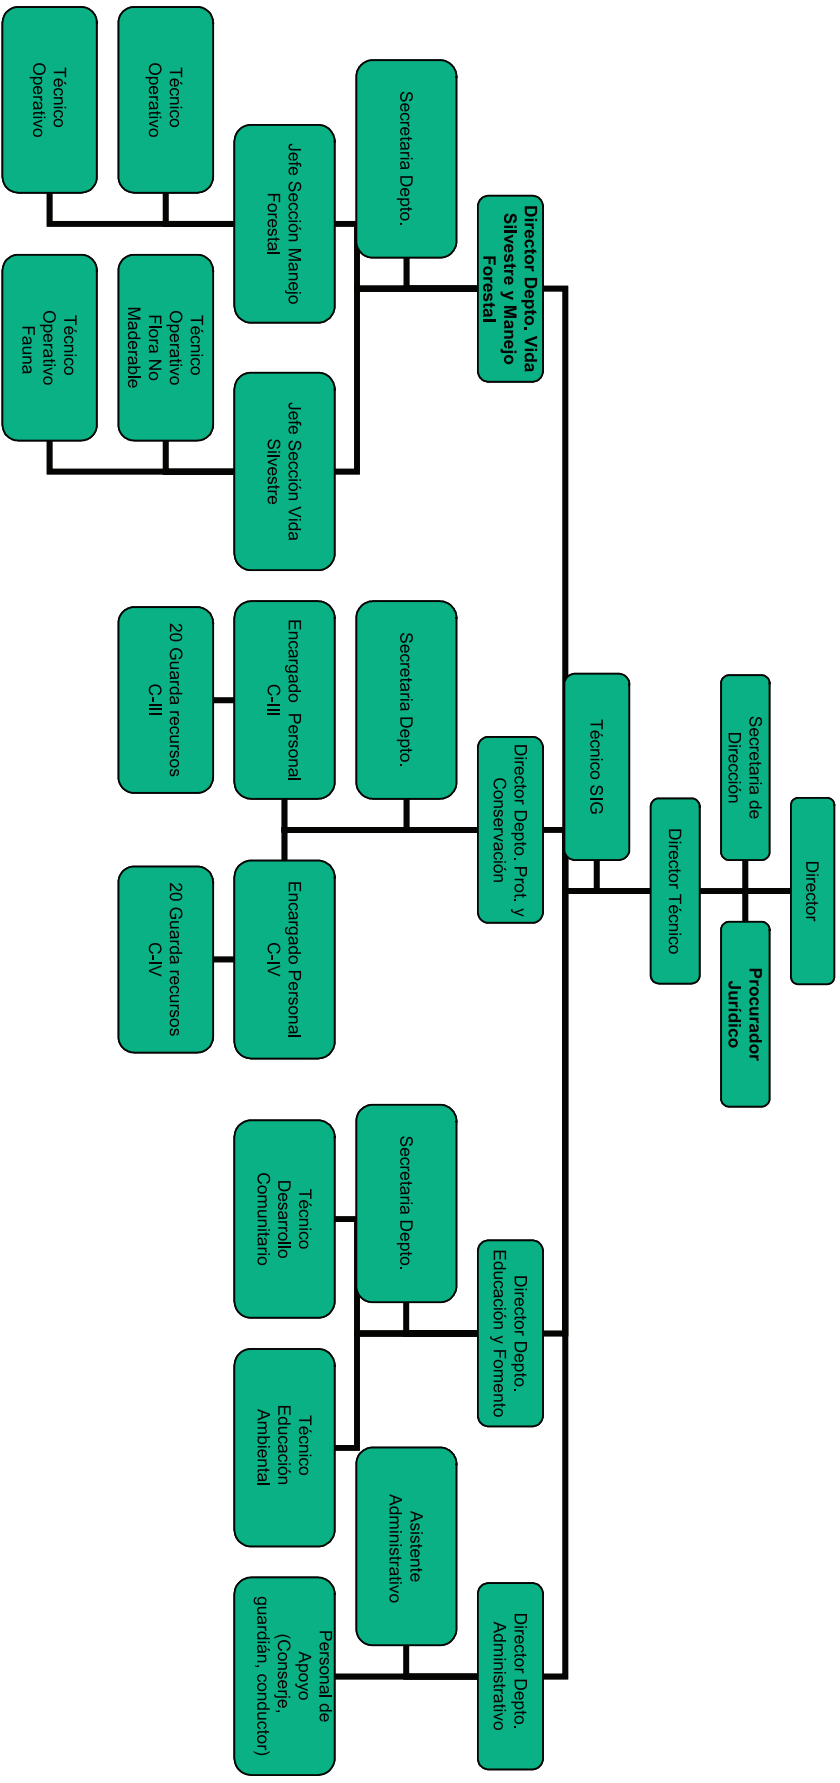 Director
Secretaria de
Dirección
Procurador
Jurídico
Director Técnico
Técnico SIG
Director Depto. Vida
Silvestre y Manejo
Forestal
Director Depto. Prot. y
Conservación
Director Depto.
Educación y Fomento
Director Depto.
Administrativo
Secretaria Depto.
Secretaria Depto.
Secretaria Depto.
Asistente
Administrativo
Jefe Sección Manejo
Forestal
Jefe Sección Vida
Silvestre
Encargado Personal
C-III
Encargado Personal
C-IV
Técnico
Desarrollo
Comunitario
Técnico
Educación
Ambiental
Personal de
Apoyo
(Conserje,
guardián, conductor)
Técnico
Operativo
Técnico
Operativo
Flora No
Maderable
20 Guarda recursos
C-III
20 Guarda recursos
C-IV
Técnico
Operativo
Técnico
Operativo
Fauna